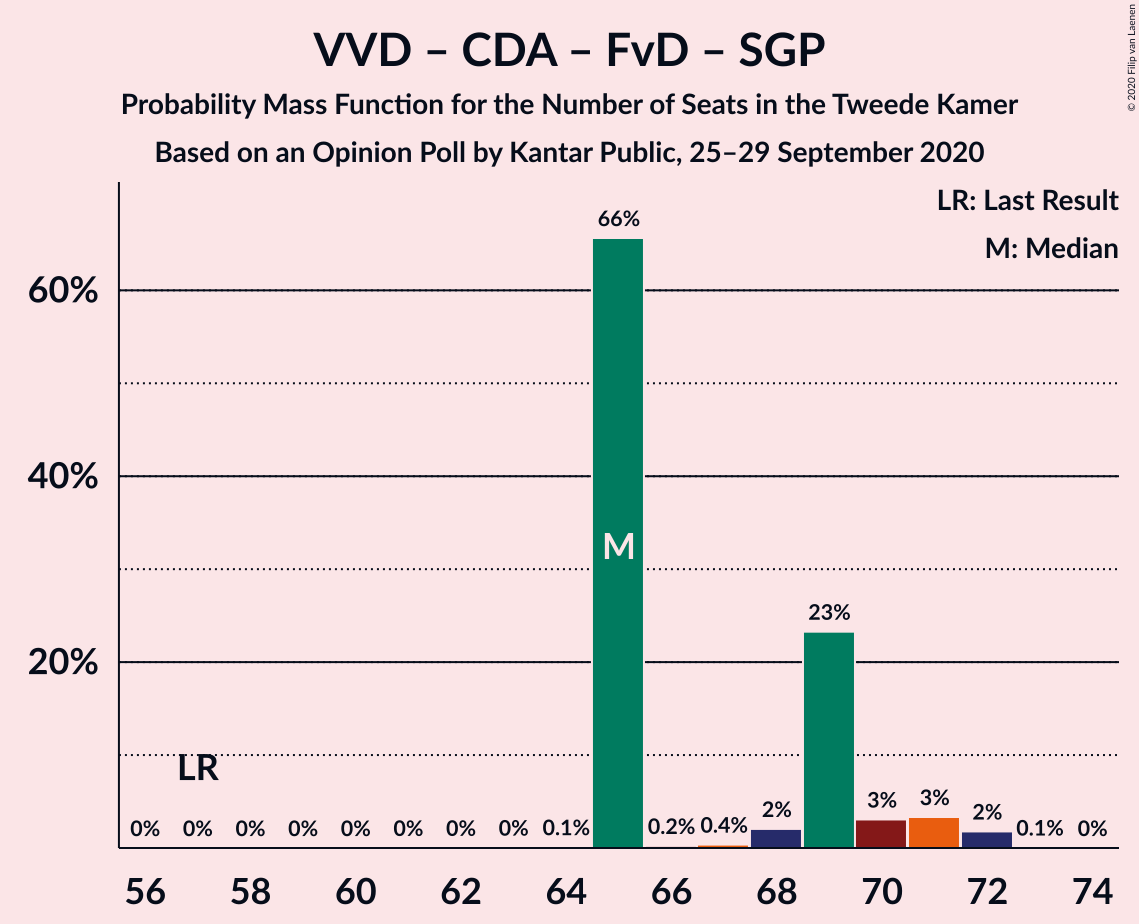 VVD – CDA – FvD – SGP
Probability Mass Function for the Number of Seats in the Tweede Kamer
Based on an Opinion Poll by Kantar Public, 25–29 September 2020
© 2020 Filip van Laenen
LR: Last Result
M: Median
66%
60%
40%
M
23%
20%
LR
0% 0% 0% 0% 0% 0% 0% 0% 0.1% 0.2% 0.4% 2% 3% 3% 2% 0.1% 0%
56 58 60 62 64 66 68 70 72 74